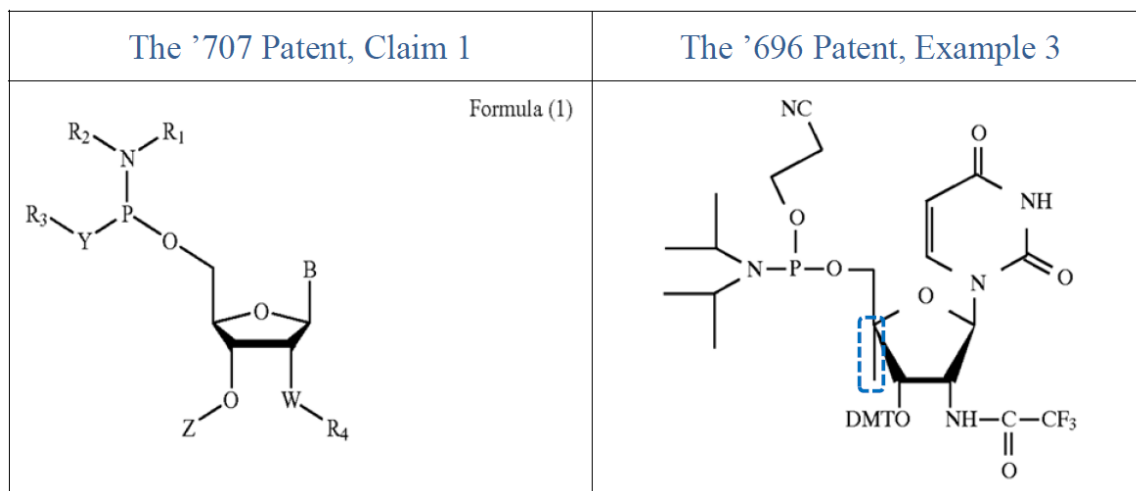 The ’707 Patent, Claim 1
The ’696 Patent, Example 3
Formula (1)
R₂ R₁
N
R₃ P
Y O
B
O
O W
Z R₄
NC
O
O NH
N P O O N O
DMTO NH C CF₃
O